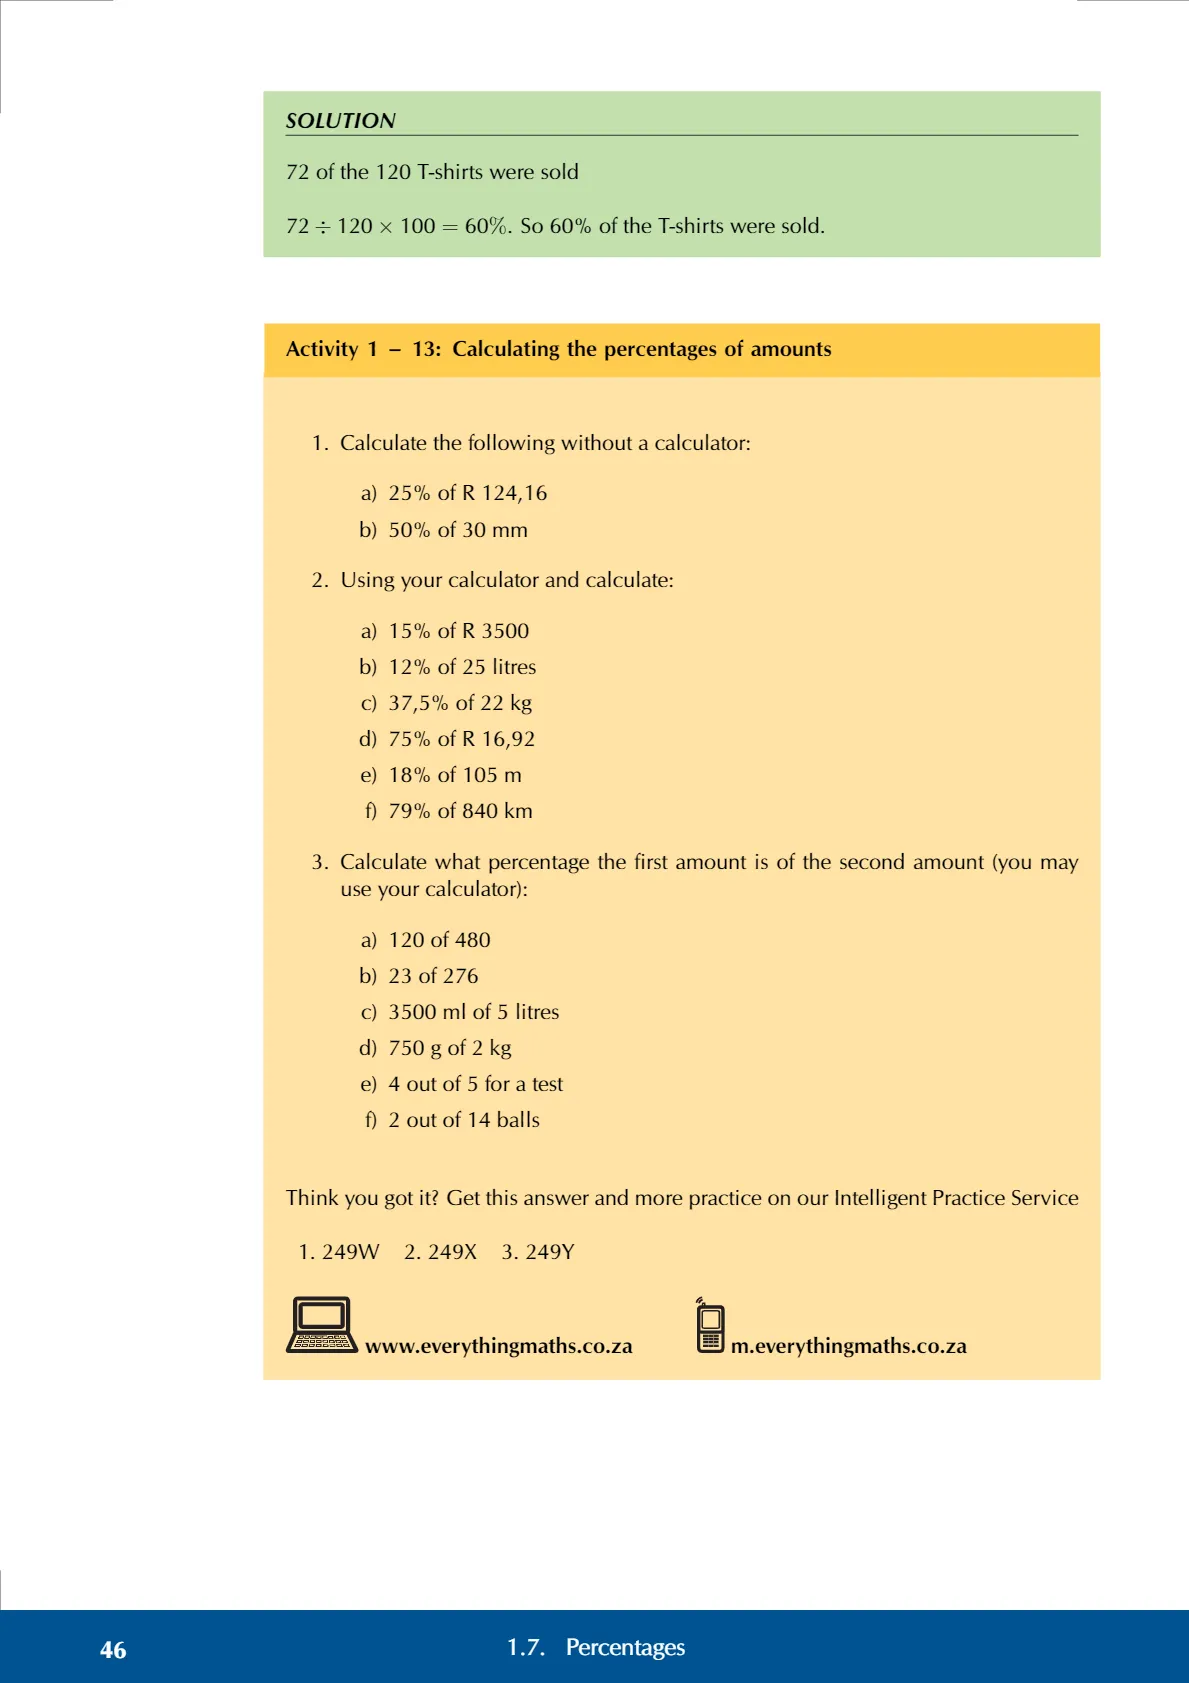 SOLUTION
72 of the 120 T-shirts were sold
72 ÷ 120 × 100 = 60%. So 60% of the T-shirts were sold.
Activity 1 – 13: Calculating the percentages of amounts
1. Calculate the following without a calculator:
a) 25% of R 124,16
b) 50% of 30 mm
2. Using your calculator and calculate:
a) 15% of R 3500
b) 12% of 25 litres
c) 37,5% of 22 kg
d) 75% of R 16,92
e) 18% of 105 m
f) 79% of 840 km
3. Calculate what percentage the first amount is of the second amount (you may
use your calculator):
a) 120 of 480
b) 23 of 276
c) 3500 ml of 5 litres
d) 750 g of 2 kg
e) 4 out of 5 for a test
f) 2 out of 14 balls
Think you got it? Get this answer and more practice on our Intelligent Practice Service
1. 249W 2. 249X 3. 249Y
www.everythingmaths.co.za m.everythingmaths.co.za
46 1.7. Percentages